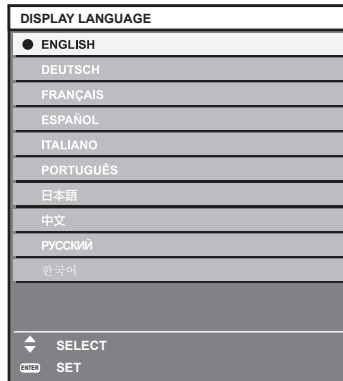 DISPLAY LANGUAGE
ENGLISH
DEUTSCH
FRANÇAIS
ESPAÑOL
ITALIANO
PORTUGUÊS
日本語
中文
РУССКИЙ
한국어
SELECT
ENTER SET